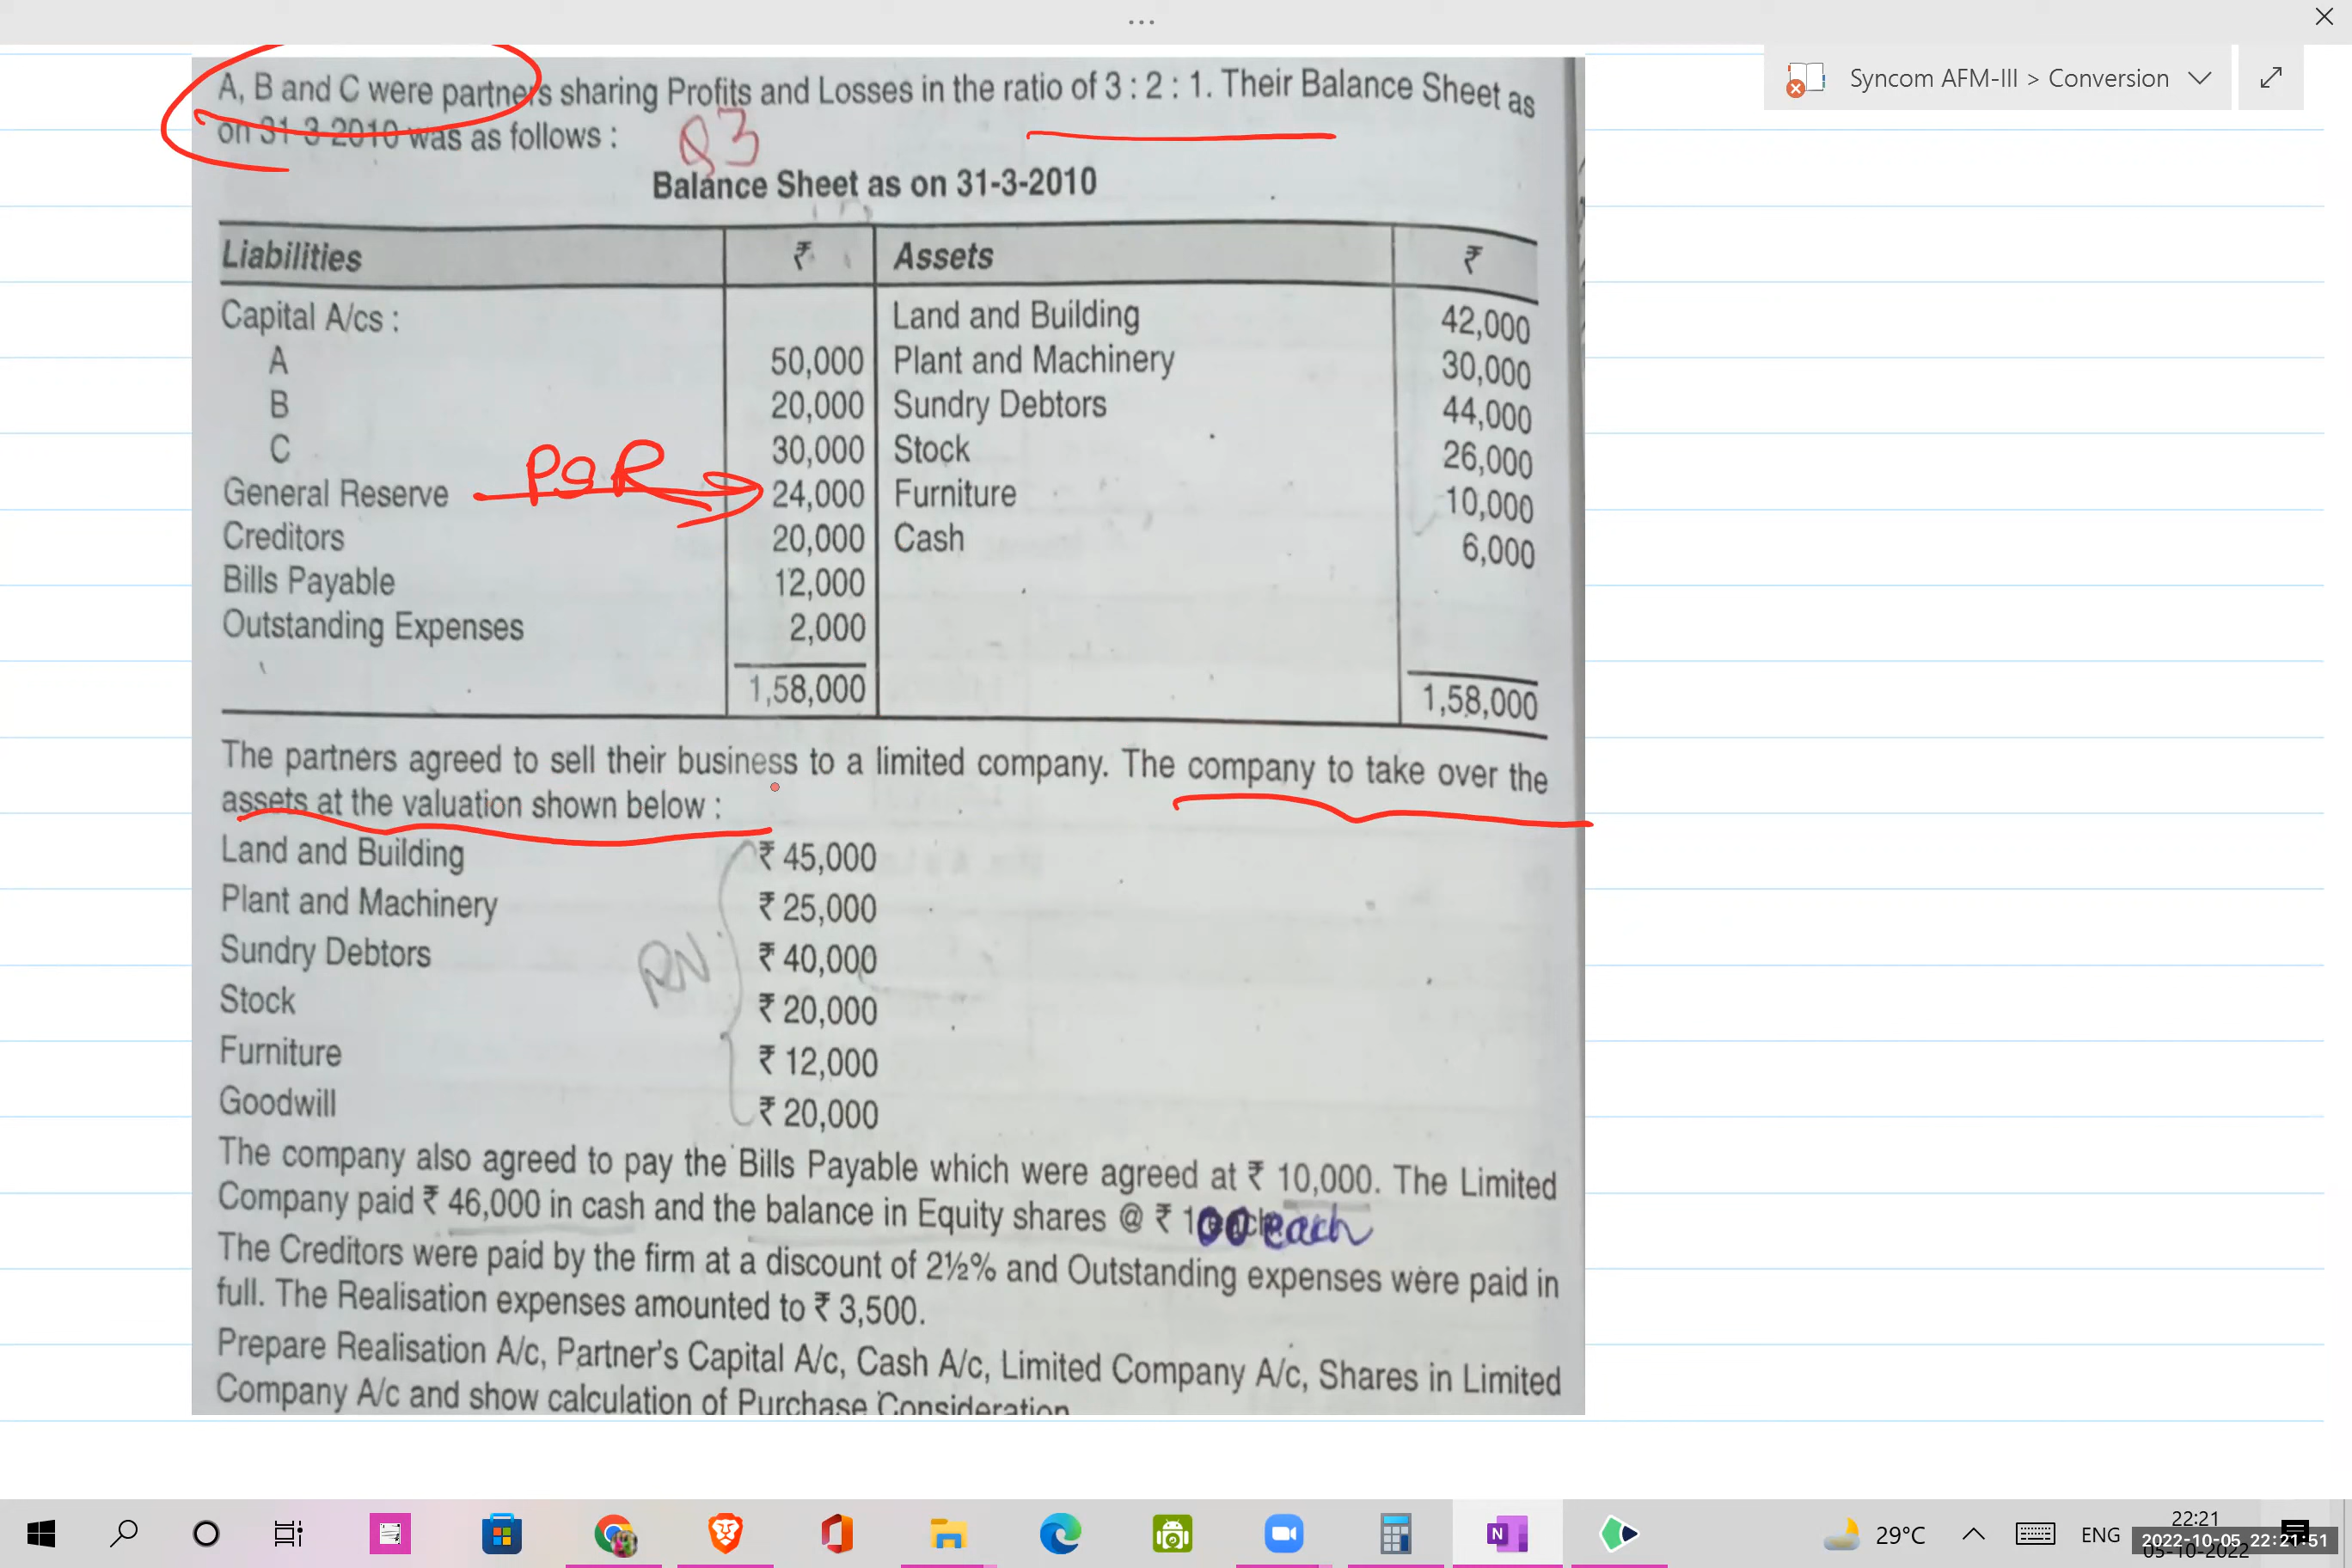 ...
Syncom AFM-III > Conversion
A, B and C were partners sharing Profits and Losses in the ratio of 3 : 2 : 1. Their Balance Sheet as
on 31-3-2010 was as follows :
Q3
Balance Sheet as on 31-3-2010
Liabilities ₹ Assets ₹
Capital A/cs : Land and Building 42,000
A 50,000 Plant and Machinery 30,000
B 20,000 Sundry Debtors 44,000
C 30,000 Stock 26,000
PSR
General Reserve 24,000 Furniture 10,000
Creditors 20,000 Cash 6,000
Bills Payable 12,000
Outstanding Expenses 2,000
1,58,000 1,58,000
The partners agreed to sell their business to a limited company. The company to take over the
assets at the valuation shown below :
Land and Building ₹ 45,000
Plant and Machinery ₹ 25,000
Sundry Debtors ₹ 40,000
RN
Stock ₹ 20,000
Furniture ₹ 12,000
Goodwill ₹ 20,000
The company also agreed to pay the Bills Payable which were agreed at ₹ 10,000. The Limited
Company paid ₹ 46,000 in cash and the balance in Equity shares @ ₹ 100 each
The Creditors were paid by the firm at a discount of 2½% and Outstanding expenses were paid in
full. The Realisation expenses amounted to ₹ 3,500.
Prepare Realisation A/c, Partner's Capital A/c, Cash A/c, Limited Company A/c, Shares in Limited
Company A/c and show calculation of Purchase Consideration
29°C
ENG
22:21
2022-10-05 22:21:51
05-10-2022